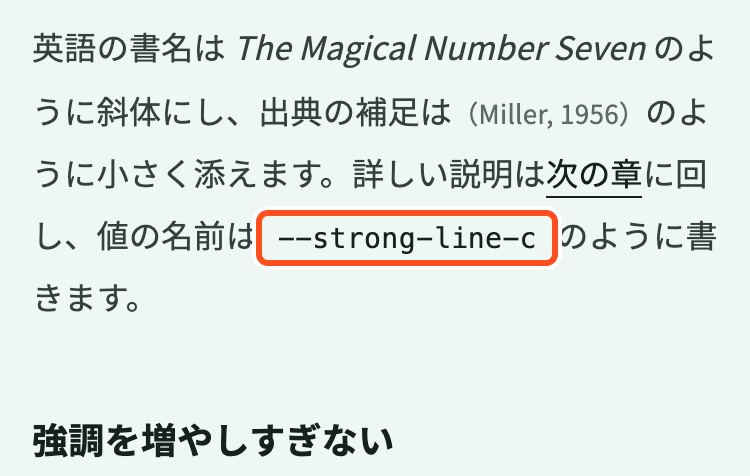 英語の書名は The Magical Number Seven のよ
うに斜体にし、出典の補足は（Miller, 1956）のよ
うに小さく添えます。詳しい説明は次の章に回
し、値の名前は --strong-line-c のように書
きます。
強調を増やしすぎない